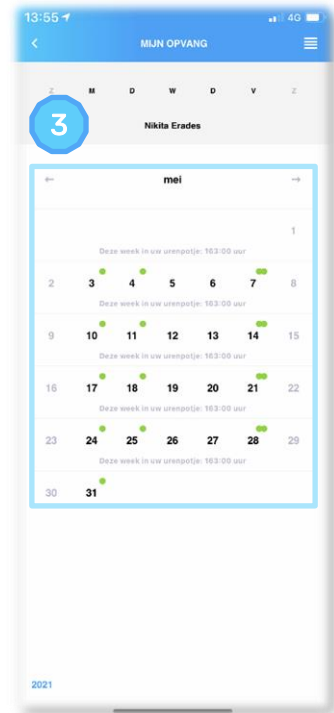 13:55 4G
MIJN OPVANG
Z M D W D V Z
3
Nikita Erades
← mei →
1
Deze week in uw urenpotje: 163:00 uur
2 3 4 5 6 7 8
Deze week in uw urenpotje: 163:00 uur
9 10 11 12 13 14 15
Deze week in uw urenpotje: 163:00 uur
16 17 18 19 20 21 22
Deze week in uw urenpotje: 163:00 uur
23 24 25 26 27 28 29
Deze week in uw urenpotje: 163:00 uur
30 31
2021